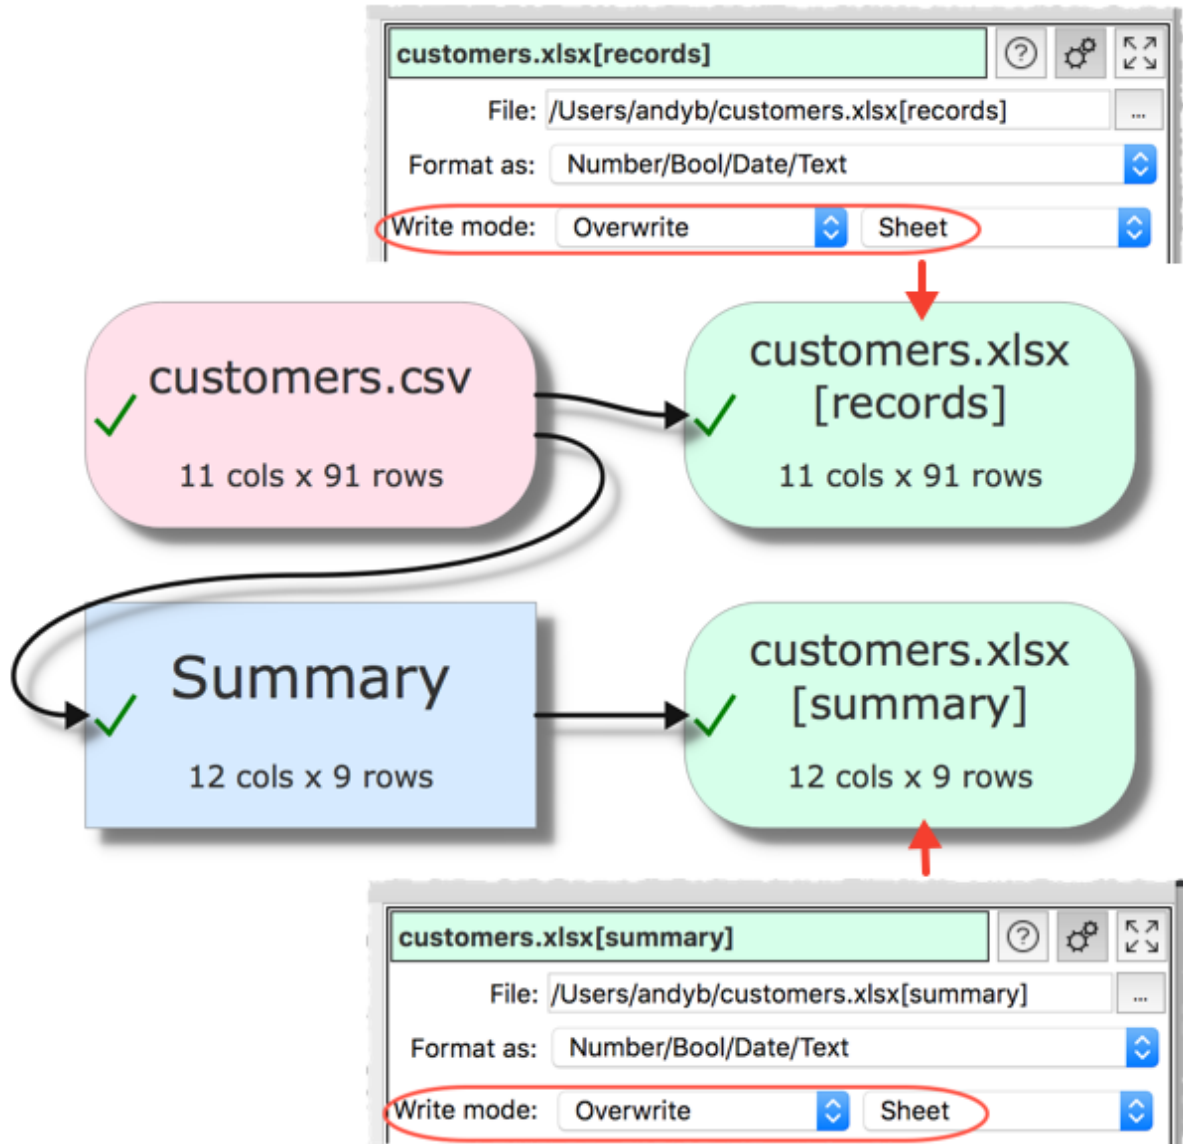 customers.xlsx[records]
File: /Users/andyb/customers.xlsx[records] ...
Format as: Number/Bool/Date/Text
Write mode: Overwrite Sheet
customers.csv
11 cols x 91 rows
customers.xlsx
[records]
11 cols x 91 rows
Summary
12 cols x 9 rows
customers.xlsx
[summary]
12 cols x 9 rows
customers.xlsx[summary]
File: /Users/andyb/customers.xlsx[summary] ...
Format as: Number/Bool/Date/Text
Write mode: Overwrite Sheet